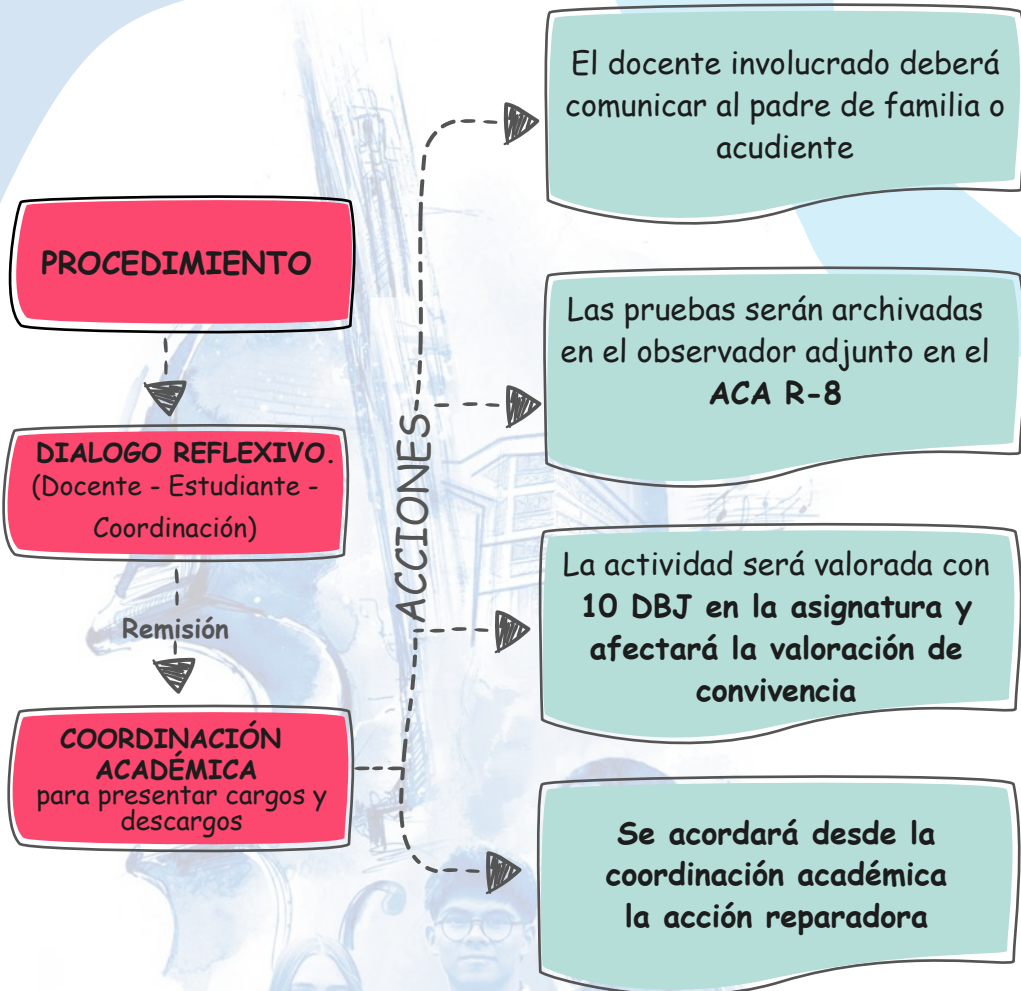 PROCEDIMIENTO
DIALOGO REFLEXIVO.
(Docente - Estudiante -
Coordinación)
Remisión
COORDINACIÓN
ACADÉMICA
para presentar cargos y
descargos
ACCIONES
El docente involucrado deberá
comunicar al padre de familia o
acudiente
Las pruebas serán archivadas
en el observador adjunto en el
ACA R-8
La actividad será valorada con
10 DBJ en la asignatura y
afectará la valoración de
convivencia
Se acordará desde la
coordinación académica
la acción reparadora